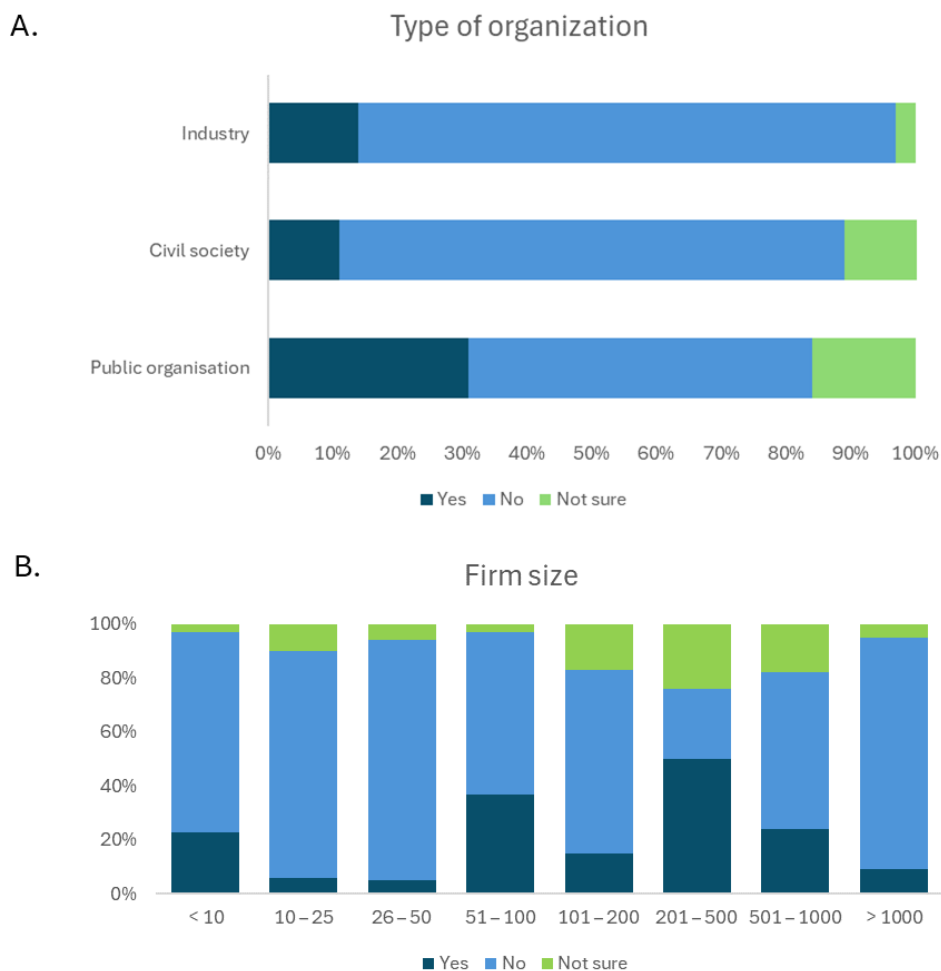 A.
Type of organization
Industry
Civil society
Public organisation
0% 10% 20% 30% 40% 50% 60% 70% 80% 90% 100%
Yes No Not sure
B.
Firm size
100%
80%
60%
40%
20%
0%
< 10 10 – 25 26 – 50 51 – 100 101 – 200 201 – 500 501 – 1000 > 1000
Yes No Not sure